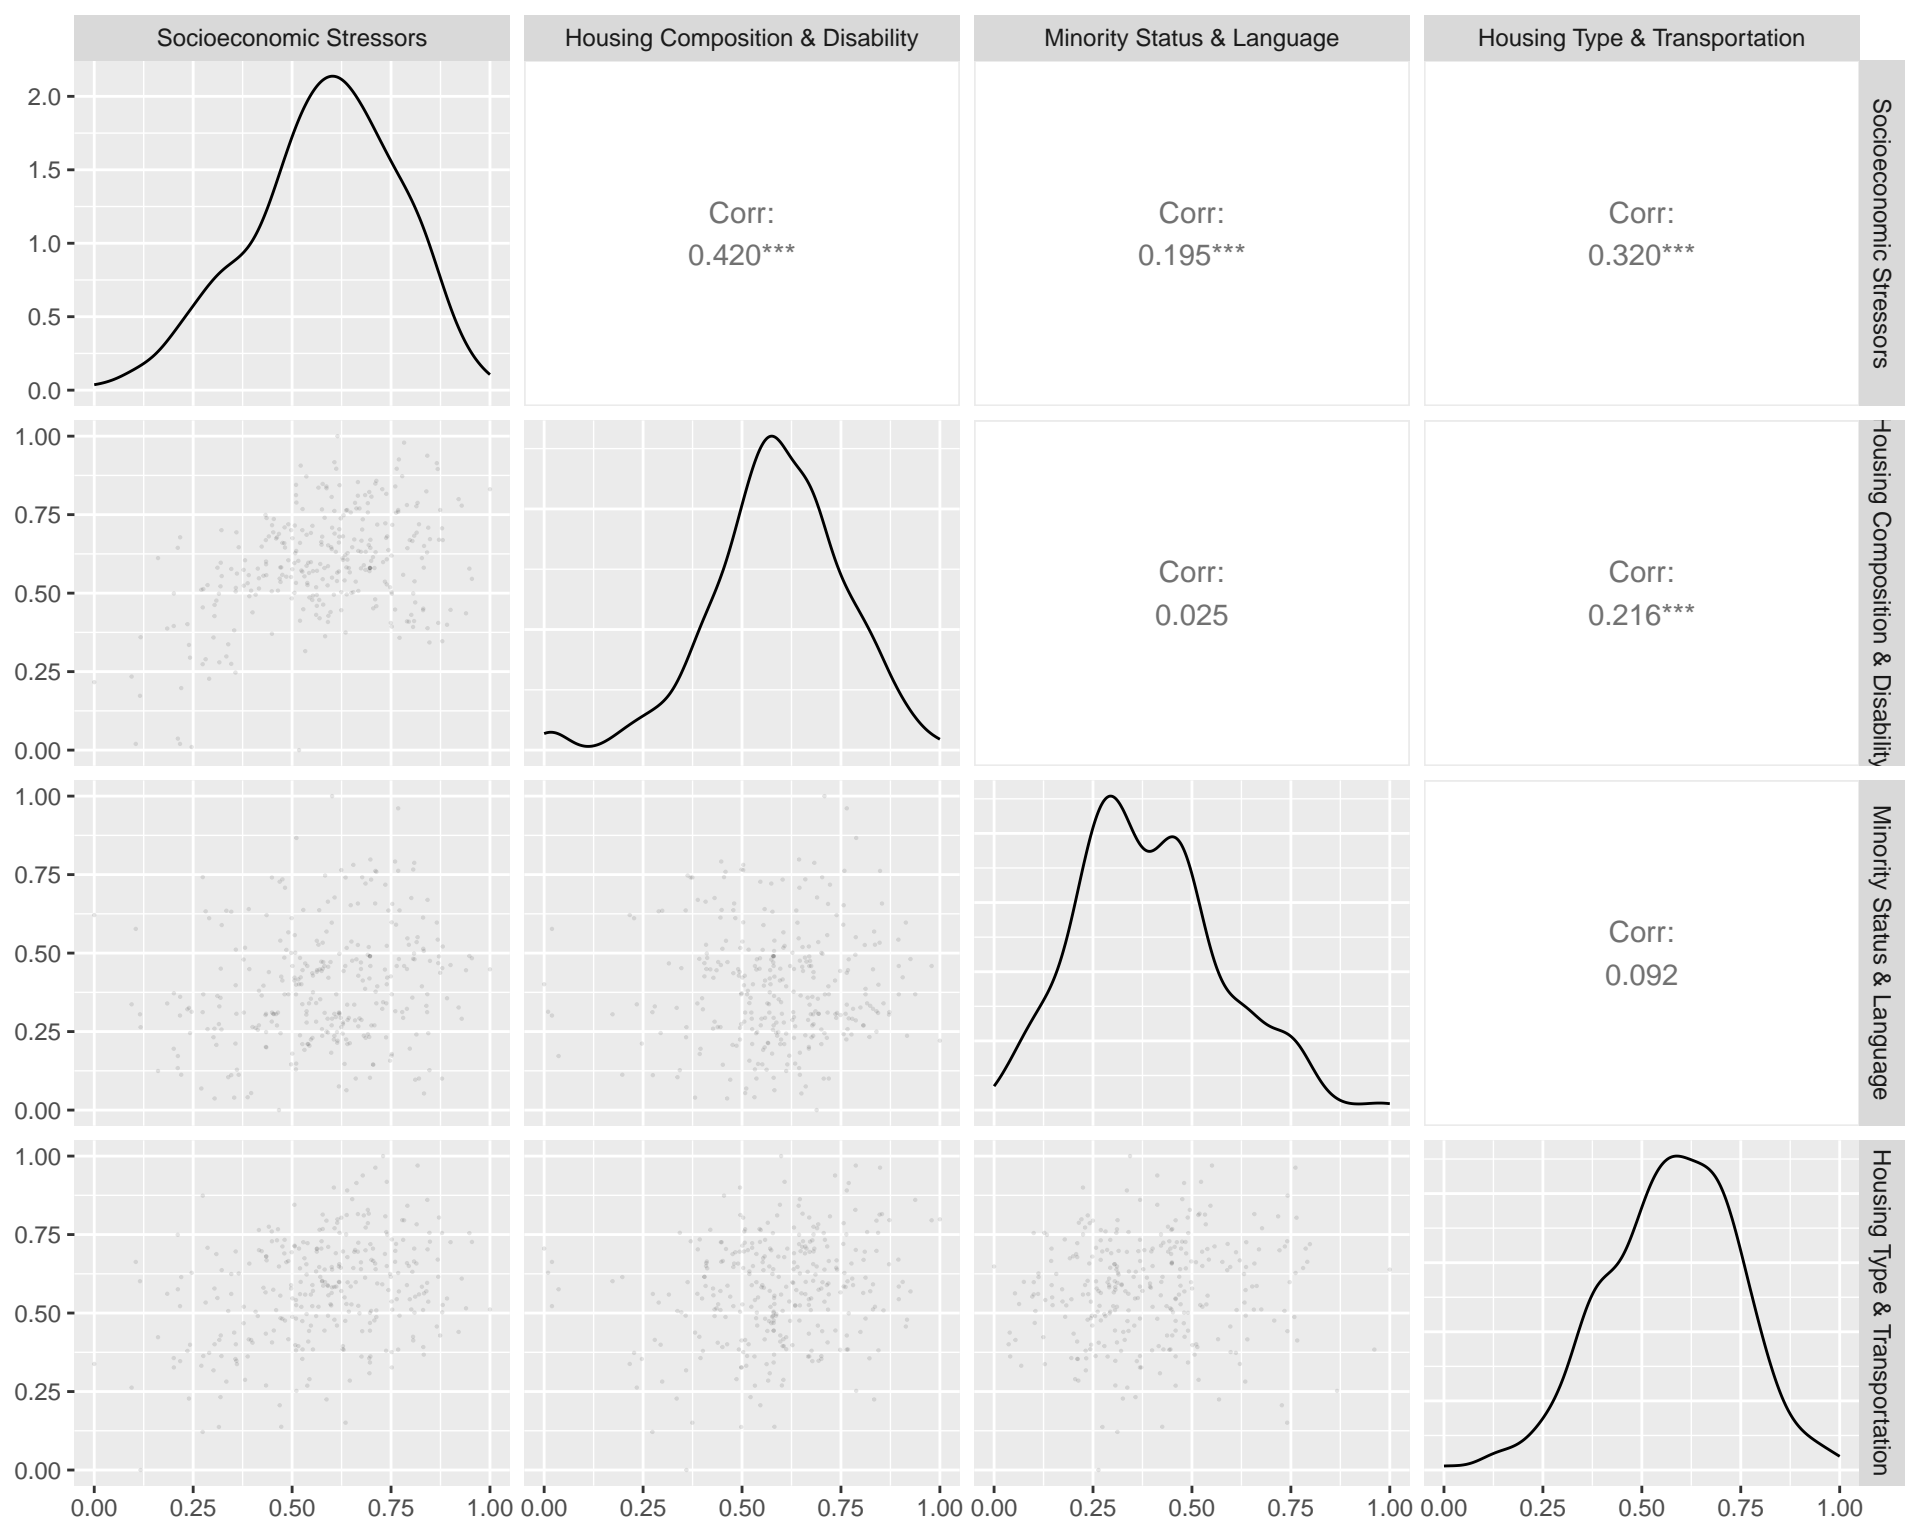 Socioeconomic Stressors
Housing Composition & Disability
Minority Status & Language
Housing Type & Transportation
2.0
1.5
1.0
0.5
0.0
Corr:
0.420***
Corr:
0.195***
Corr:
0.320***
Socioeconomic Stressors
1.00
0.75
0.50
0.25
0.00
Corr:
0.025
Corr:
0.216***
Housing Composition & Disability
1.00
0.75
0.50
0.25
0.00
Corr:
0.092
Minority Status & Language
1.00
0.75
0.50
0.25
0.00
Housing Type & Transportation
0.00 0.25 0.50 0.75 1.00
0.00 0.25 0.50 0.75 1.00
0.00 0.25 0.50 0.75 1.00
0.00 0.25 0.50 0.75 1.00